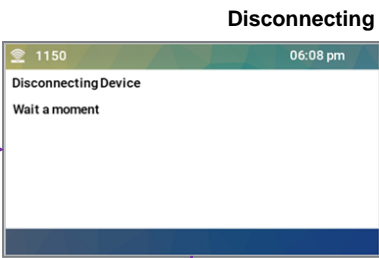 Disconnecting
1150 06:08 pm
Disconnecting Device
Wait a moment